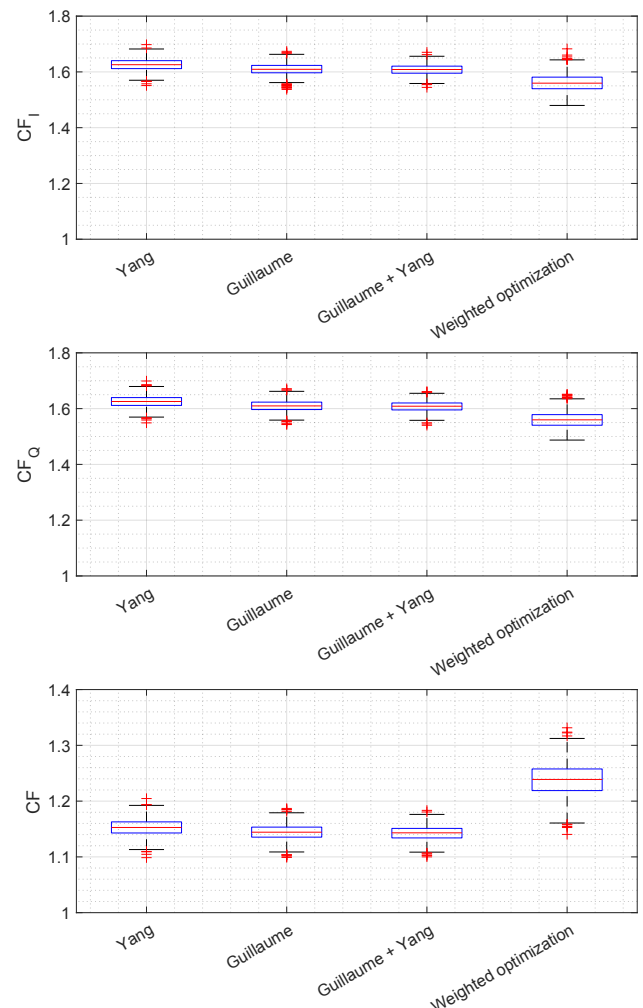 1.8
1.6
1.4
1.2
1
CF_I
Yang
Guillaume
Guillaume + Yang
Weighted optimization
1.8
1.6
1.4
1.2
1
CF_Q
Yang
Guillaume
Guillaume + Yang
Weighted optimization
1.4
1.3
1.2
1.1
1
CF
Yang
Guillaume
Guillaume + Yang
Weighted optimization